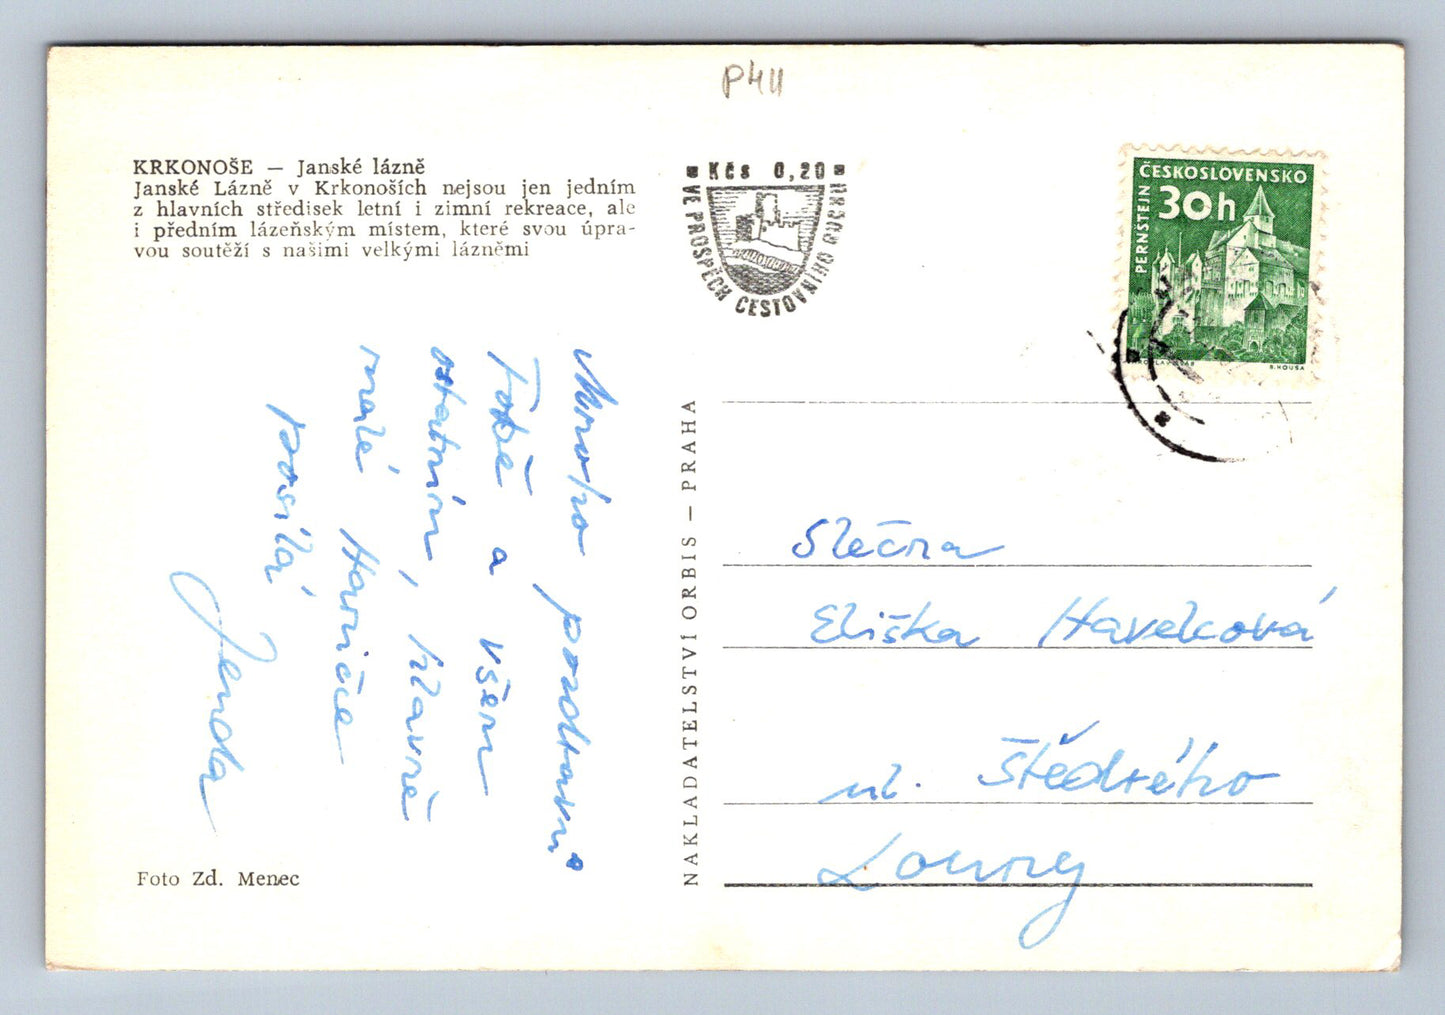 P411
KRKONOŠE — Janské lázně
Janské Lázně v Krkonoších nejsou jen jedním
z hlavních středisek letní i zimní rekreace, ale
i předním lázeňským místem, které svou úpra-
vou soutěží s našimi velkými lázněmi
Kčs 0,20
VE PROSPĚCH CESTOVNÍHO RUCHU
ČESKOSLOVENSKO
30h
PERNŠTEJN
B. HOUSA
Mnoho pozdravů
Tobě a všem
ostatním, hlavně
malé Haničce
posílá
Jenda
NAKLADATELSTVÍ ORBIS — PRAHA
Slečna
Eliška Havelcová
ul. Štědrého
Louny
Foto Zd. Menec